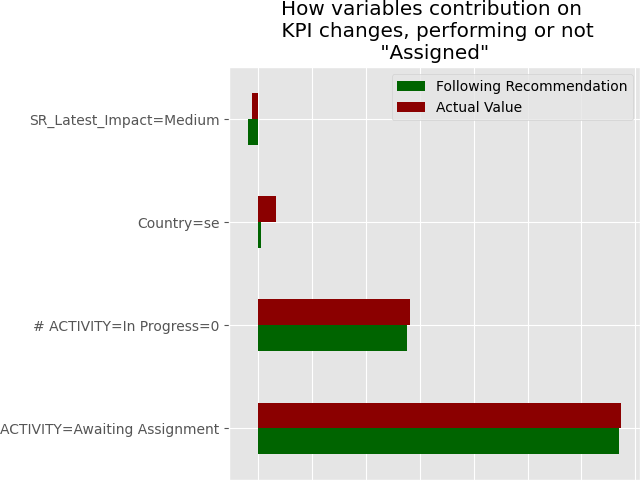 How variables contribution on
KPI changes, performing or not
"Assigned"
Following Recommendation
Actual Value
SR_Latest_Impact=Medium
Country=se
# ACTIVITY=In Progress=0
ACTIVITY=Awaiting Assignment